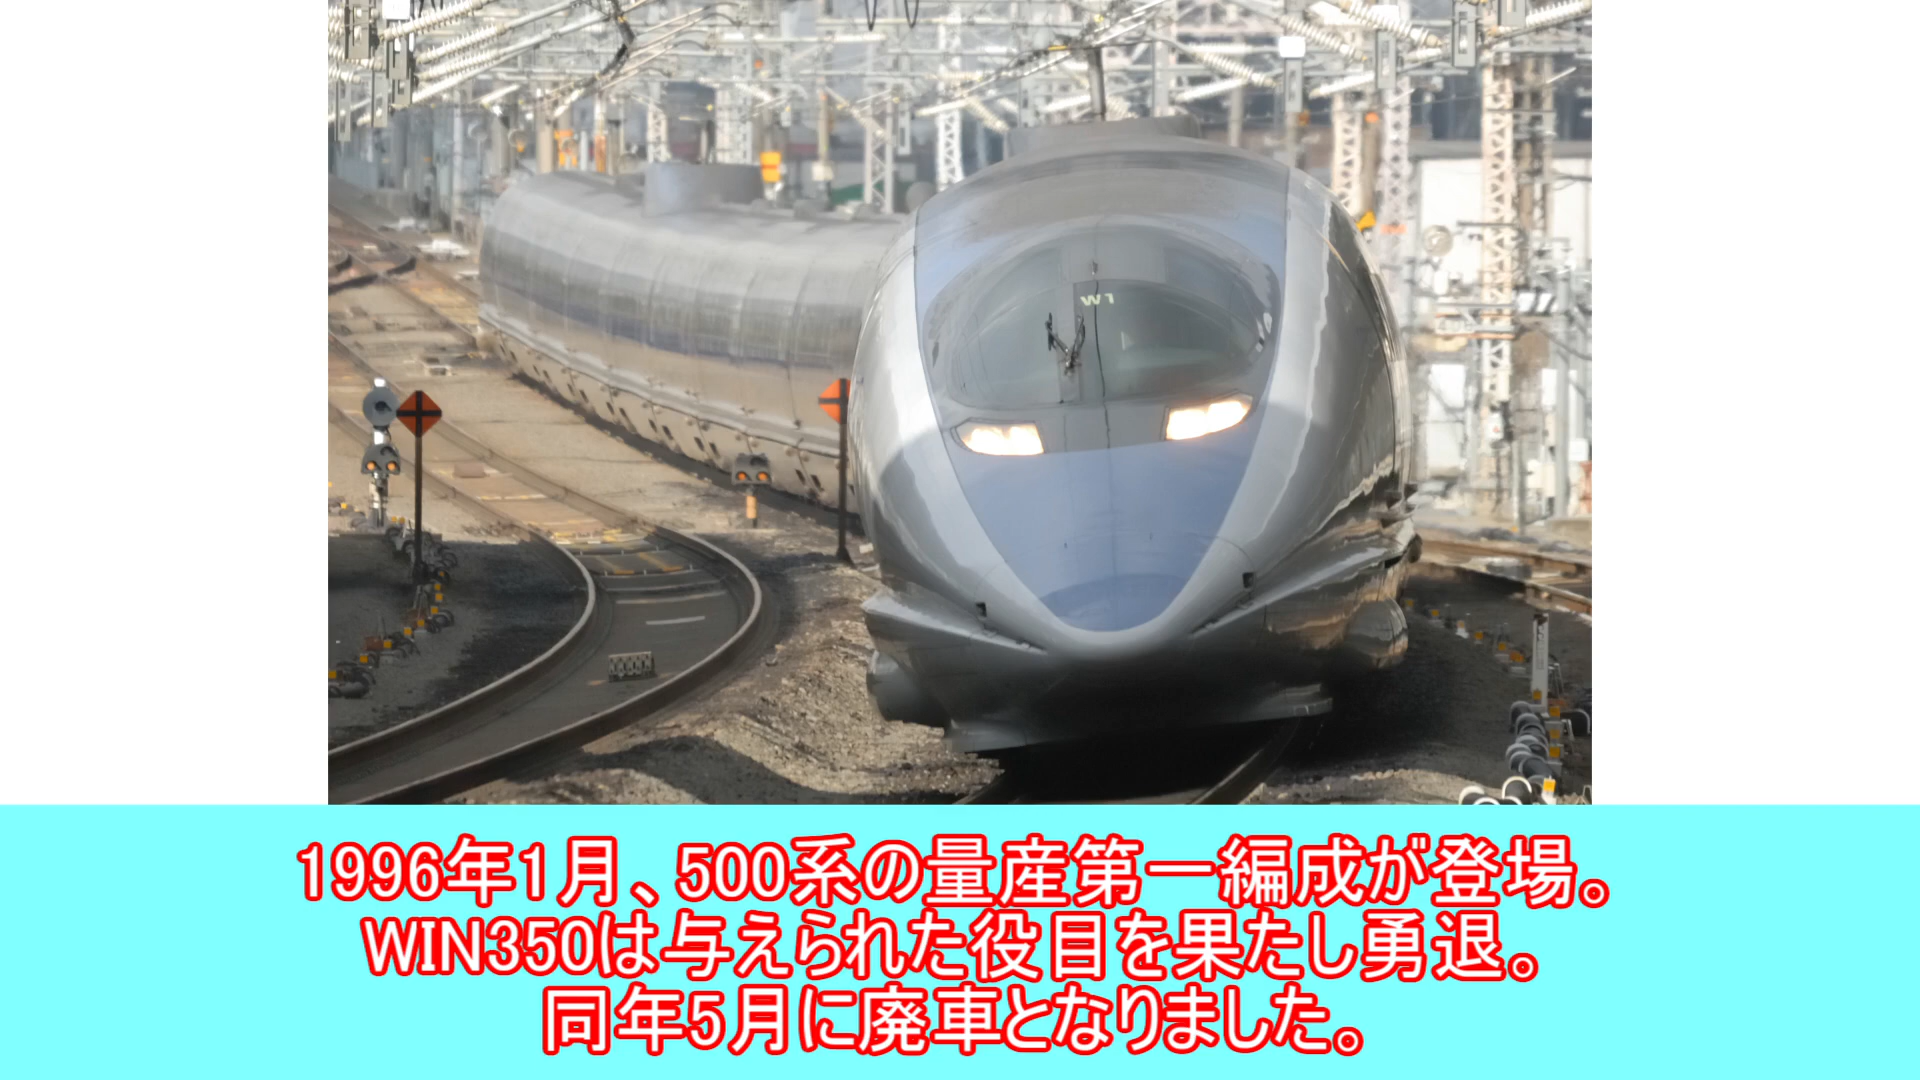 W1
1996年1月、500系の量産第一編成が登場。
WIN350は与えられた役目を果たし勇退。
同年5月に廃車となりました。